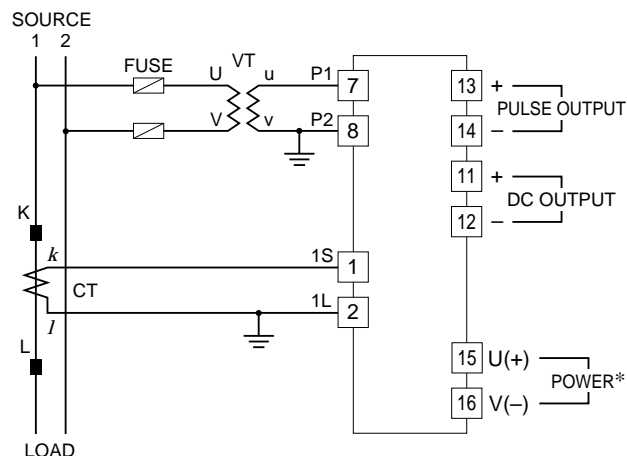 SOURCE
1 2
FUSE
VT
U u P1 7
V v P2 8
13 +
PULSE OUTPUT
14 –
11 +
DC OUTPUT
12 –
K
k 1S 1
CT
l 1L 2
L
15 U(+)
POWER*
16 V(–)
LOAD